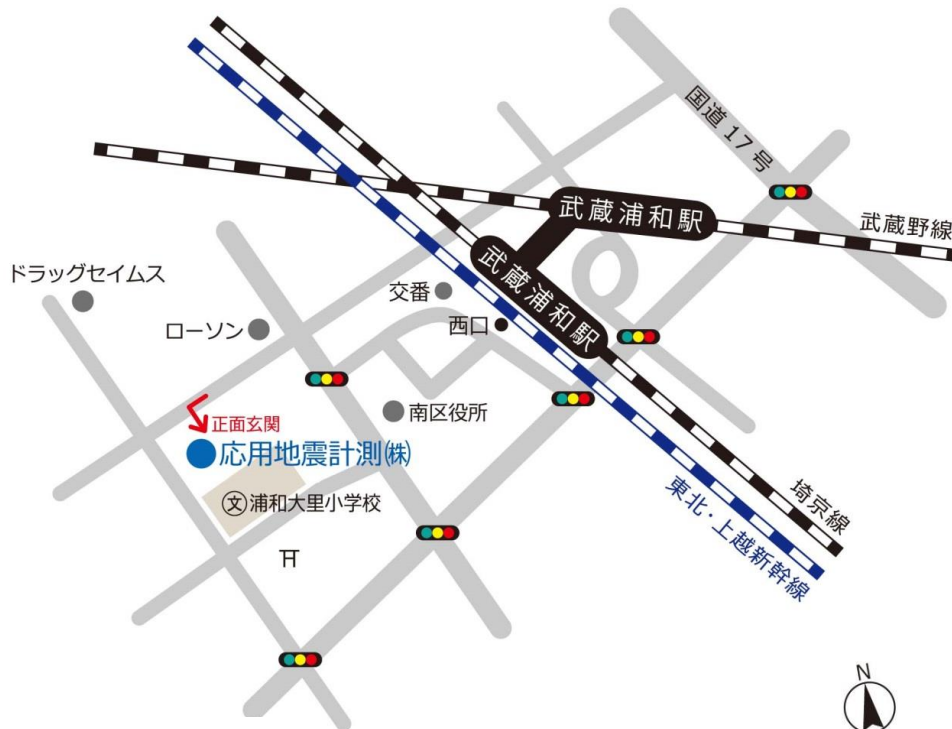 国道17号
武蔵浦和駅
武蔵野線
武蔵浦和駅
ドラッグセイムス
交番
ローソン
西口
正面玄関
南区役所
応用地震計測㈱
文 浦和大里小学校
埼京線
東北・上越新幹線
N